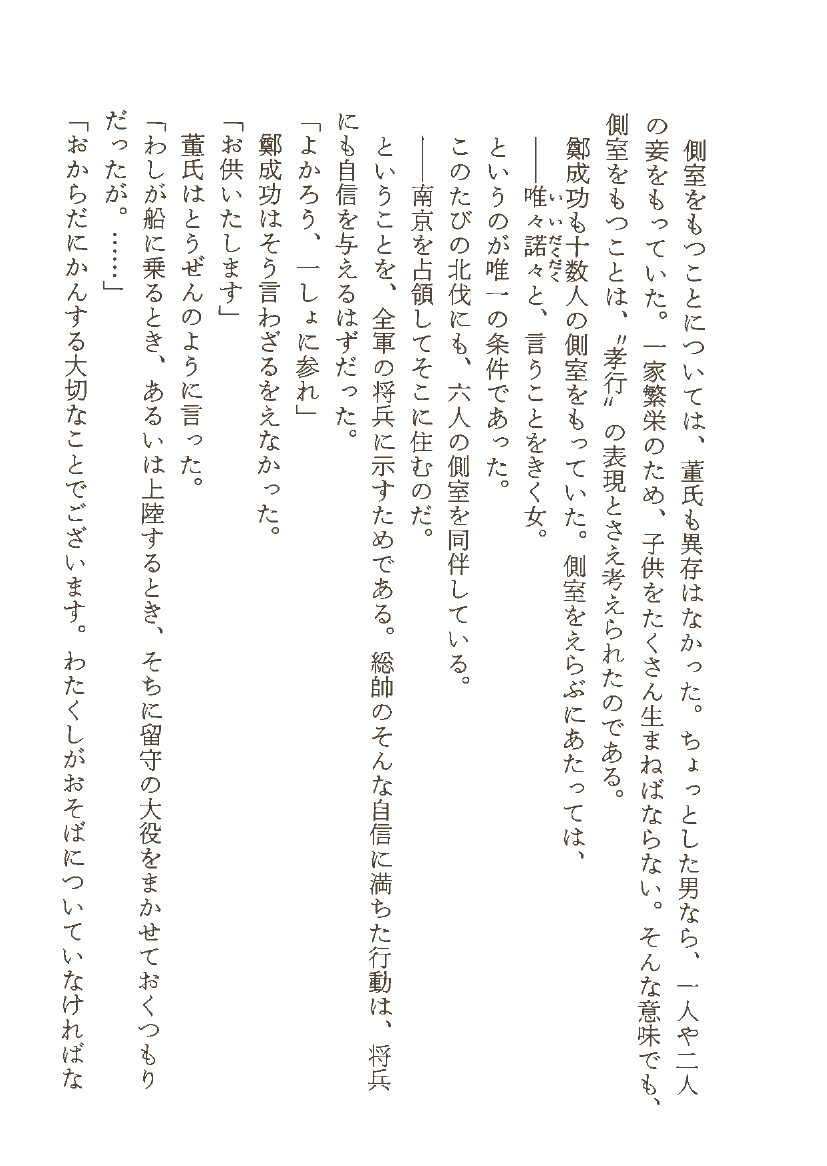 側室をもつことについては、董氏も異存はなかった。ちょっとした男なら、一人や二人
の妾をもっていた。一家繁栄のため、子供をたくさん生まねばならない。そんな意味でも、
側室をもつことは、〝孝行〟の表現とさえ考えられたのである。
　鄭成功も十数人の側室をもっていた。側室をえらぶにあたっては、
　――唯々諾々と、言うことをきく女。
いいだくだく
　というのが唯一の条件であった。
　このたびの北伐にも、六人の側室を同伴している。
　――南京を占領してそこに住むのだ。
　ということを、全軍の将兵に示すためである。総帥のそんな自信に満ちた行動は、将兵
にも自信を与えるはずだった。
「よかろう、一しょに参れ」
　鄭成功はそう言わざるをえなかった。
「お供いたします」
　董氏はとうぜんのように言った。
「わしが船に乗るとき、あるいは上陸するとき、そちに留守の大役をまかせておくつもり
だったが。……」
「おからだにかんする大切なことでございます。わたくしがおそばについていなければな